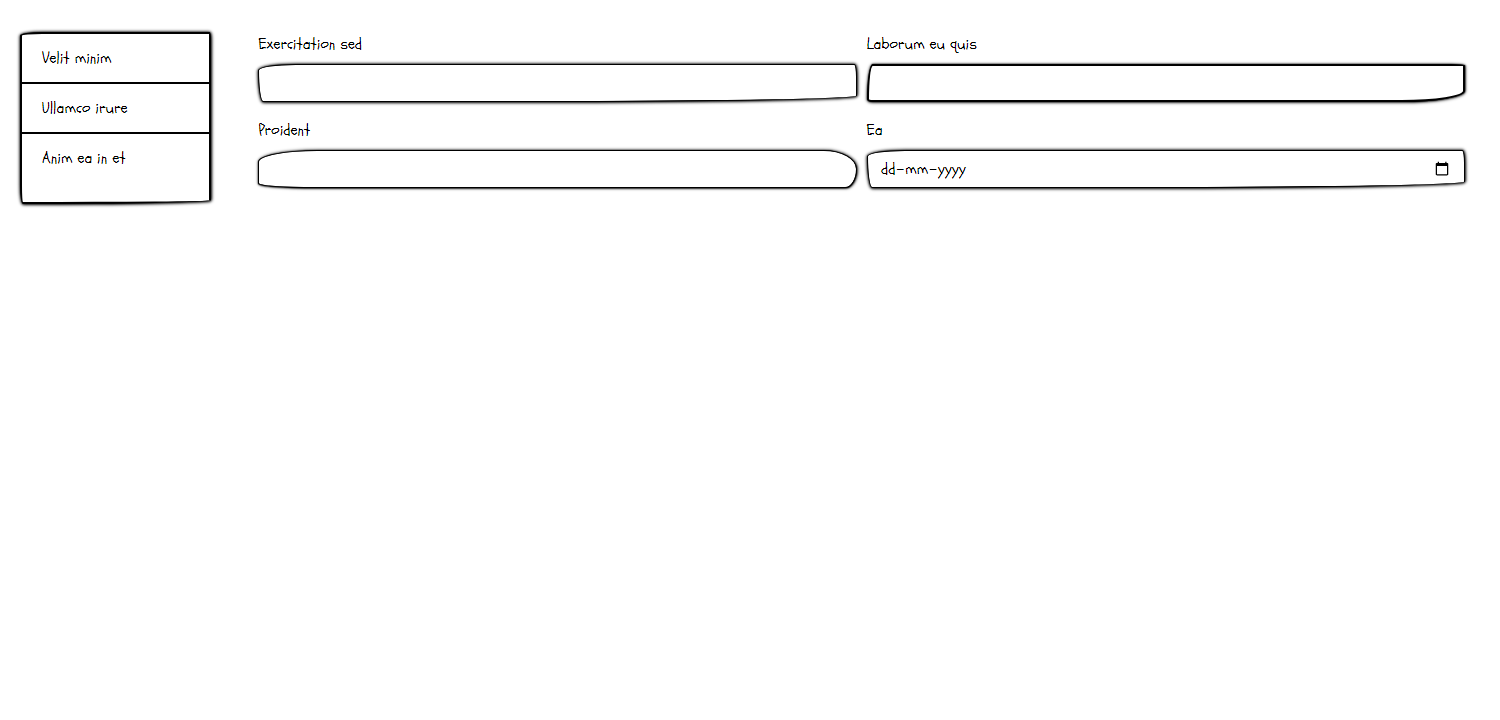 Velit minim
Ullamco irure
Anim ea in et
Exercitation sed
Laborum eu quis
Proident
Ea
dd-mm-yyyy